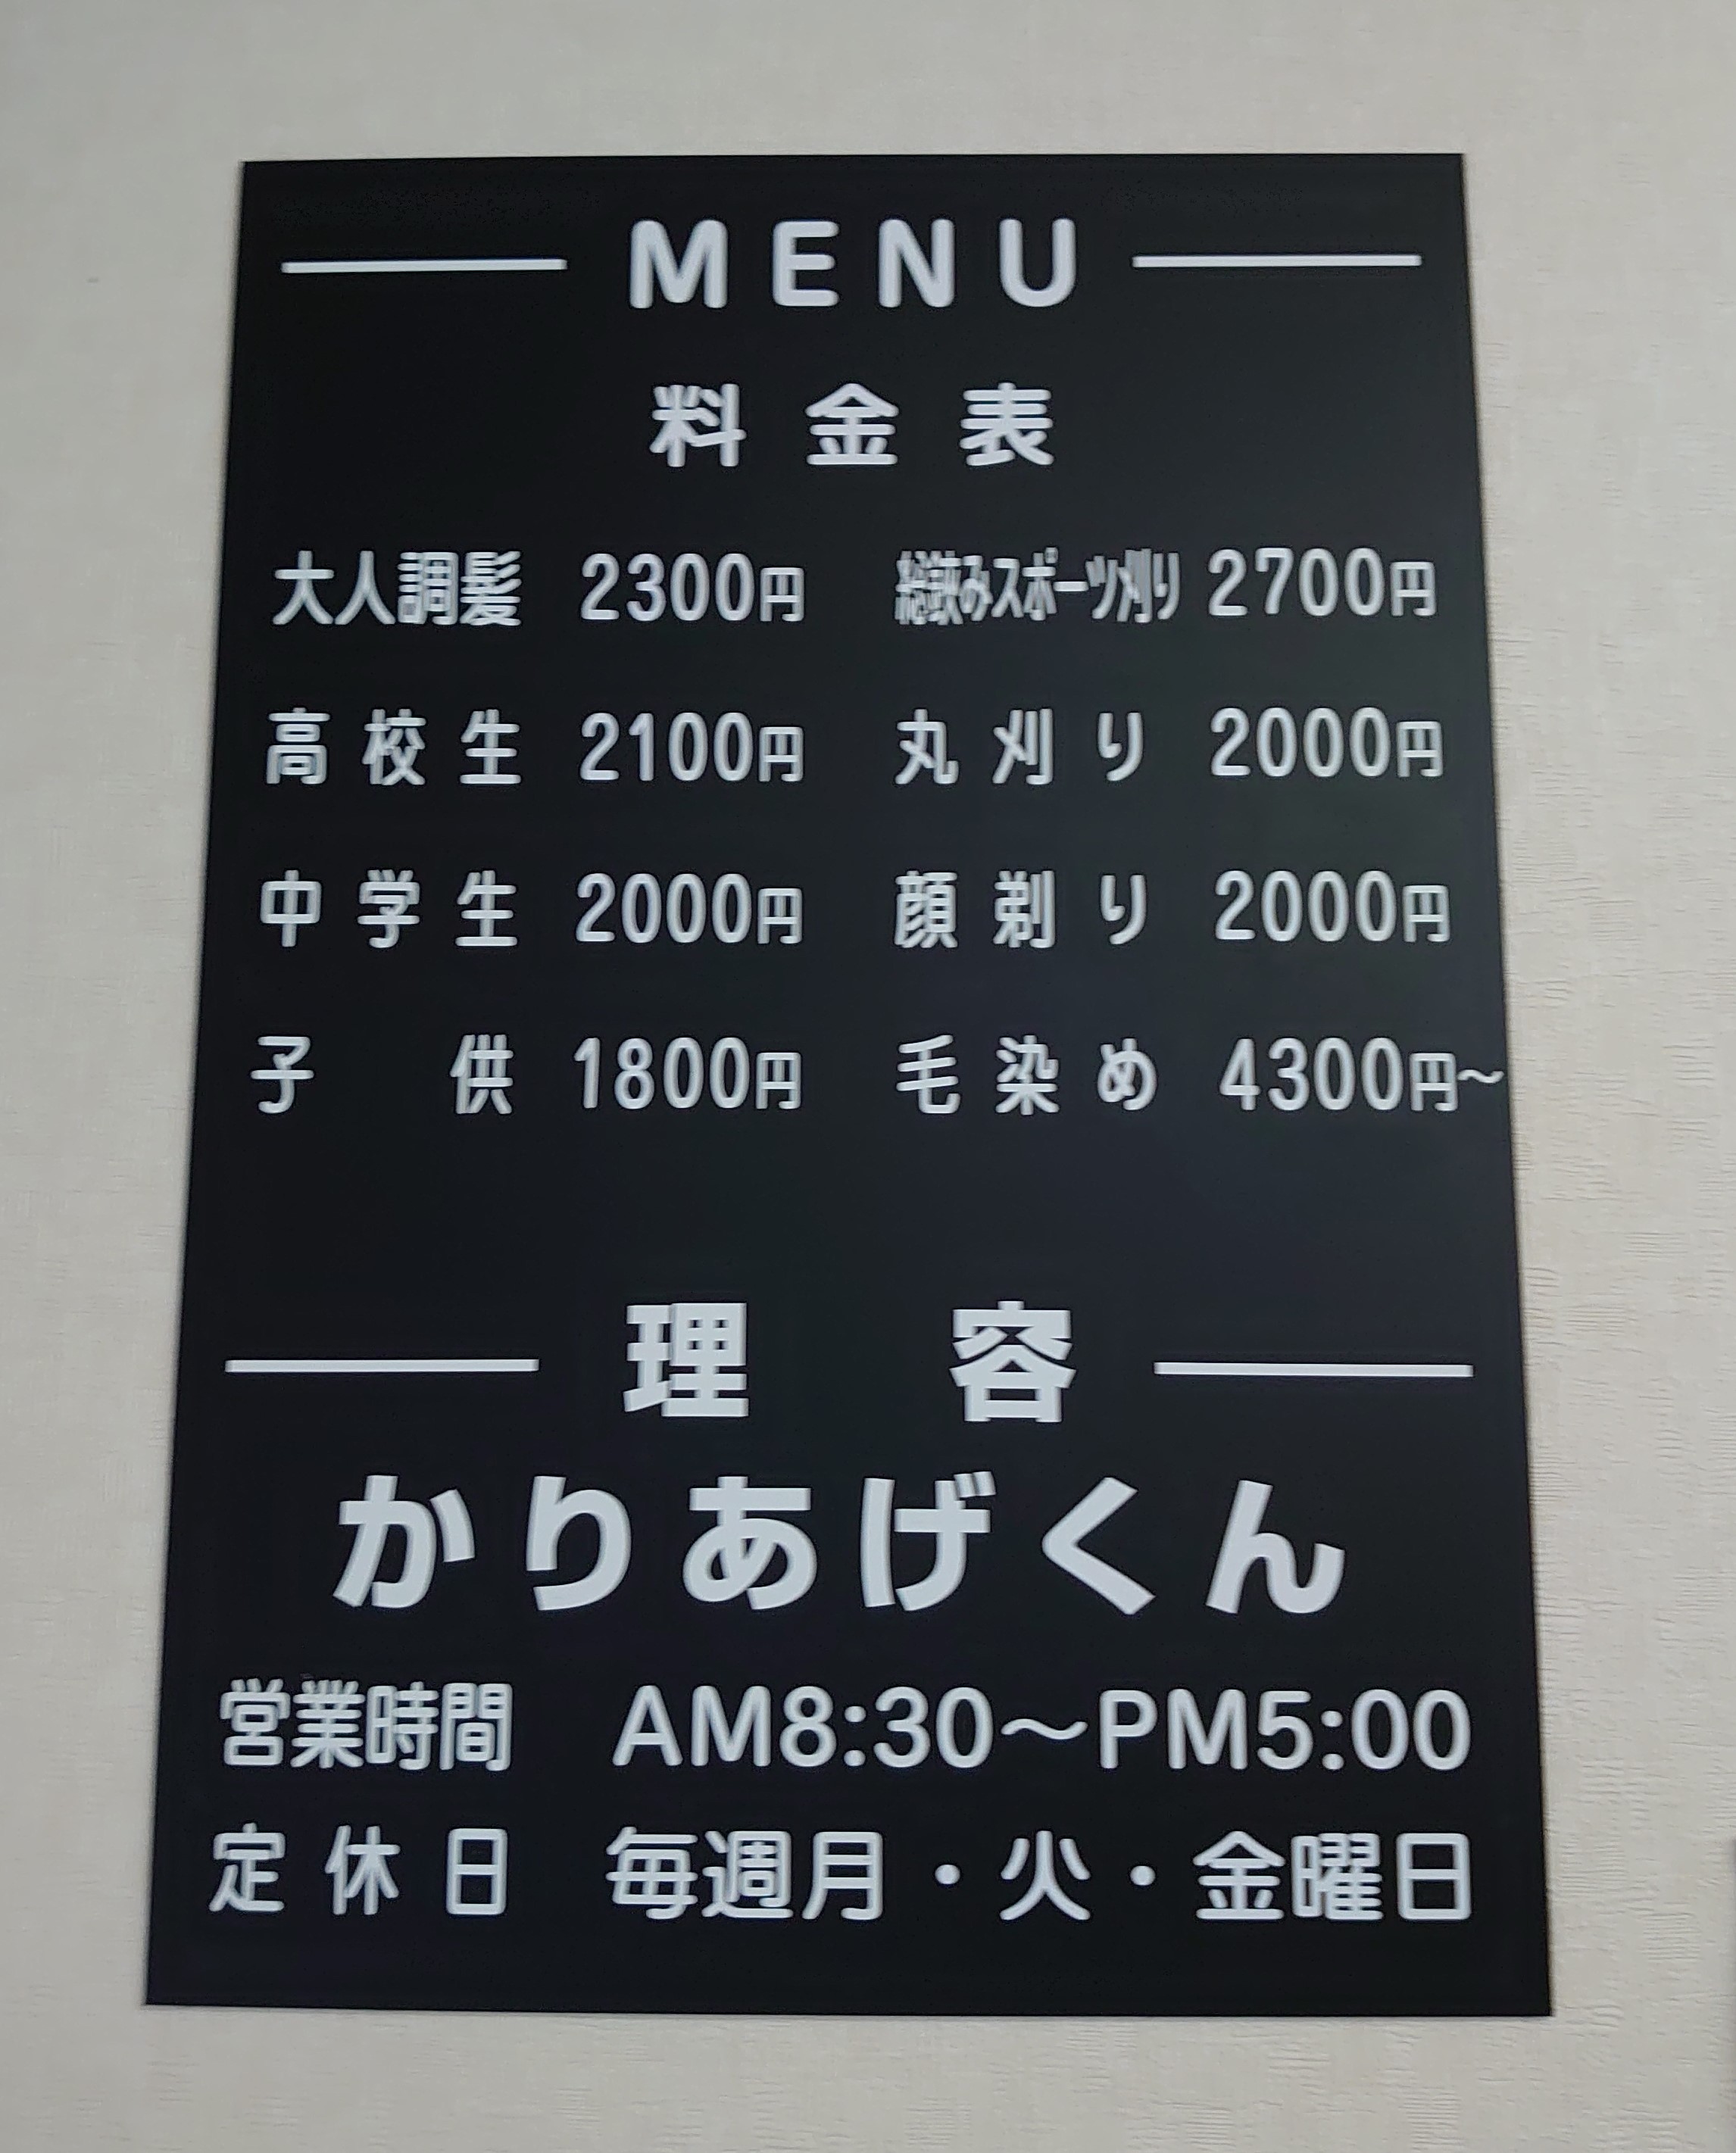 MENU
料金表
大人調髪 2300円 総鋏みスポーツ刈り 2700円
高校生 2100円 丸刈り 2000円
中学生 2000円 顔剃り 2000円
子供 1800円 毛染め 4300円〜
理容
かりあげくん
営業時間 AM8:30〜PM5:00
定休日 毎週月・火・金曜日